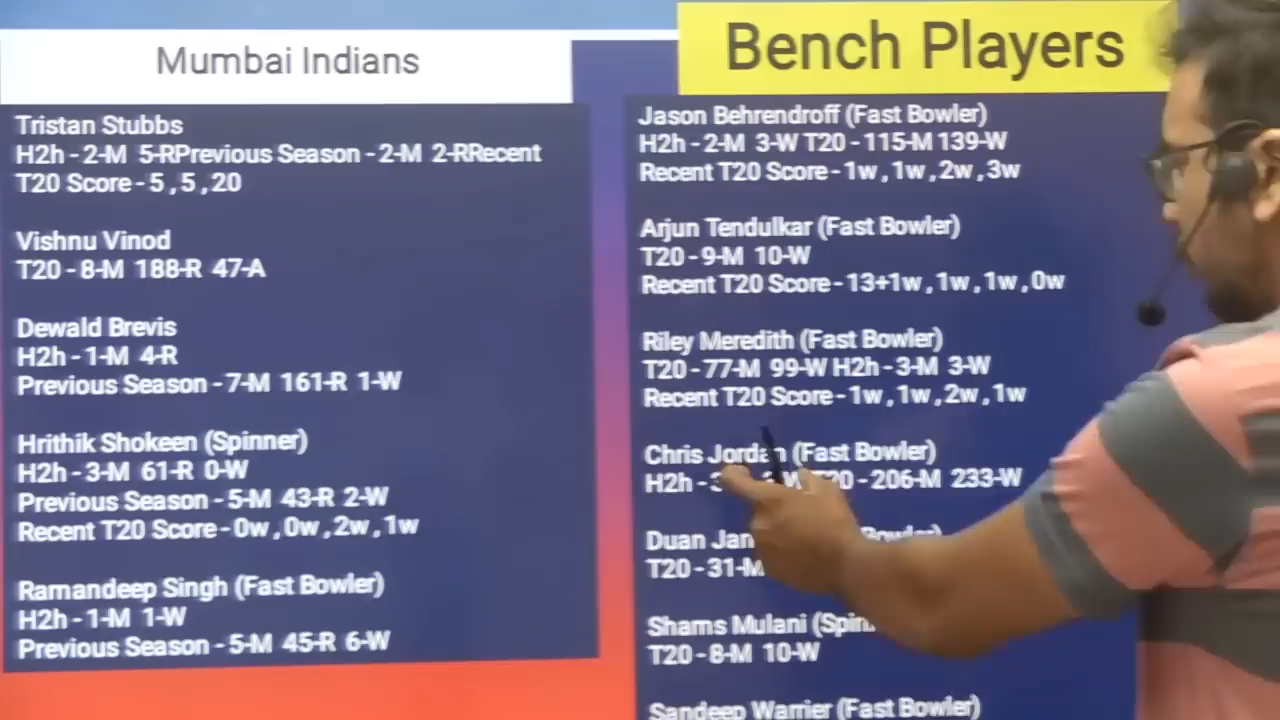 Mumbai Indians
Tristan Stubbs
H2h - 2-M 5-RPrevious Season - 2-M 2-RRecent
T20 Score - 5 , 5 , 20
Vishnu Vinod
T20 - 8-M 188-R 47-A
Dewald Brevis
H2h - 1-M 4-R
Previous Season - 7-M 161-R 1-W
Hrithik Shokeen (Spinner)
H2h - 3-M 61-R 0-W
Previous Season - 5-M 43-R 2-W
Recent T20 Score - 0w , 0w , 2w , 1w
Ramandeep Singh (Fast Bowler)
H2h - 1-M 1-W
Previous Season - 5-M 45-R 6-W
Bench Players
Jason Behrendroff (Fast Bowler)
H2h - 2-M 3-W T20 - 115-M 139-W
Recent T20 Score - 1w , 1w , 2w , 3w
Arjun Tendulkar (Fast Bowler)
T20 - 9-M 10-W
Recent T20 Score - 13+1w , 1w , 1w , 0w
Riley Meredith (Fast Bowler)
T20 - 77-M 99-W H2h - 3-M 3-W
Recent T20 Score - 1w , 1w , 2w , 1w
Chris Jordan (Fast Bowler)
H2h - 206-M 233-W
Duan Bowler)
T20 - 31-M
Shams Mulani
T20 - 8-M 10-W
Sandeep Warrier (Fast Bowler)